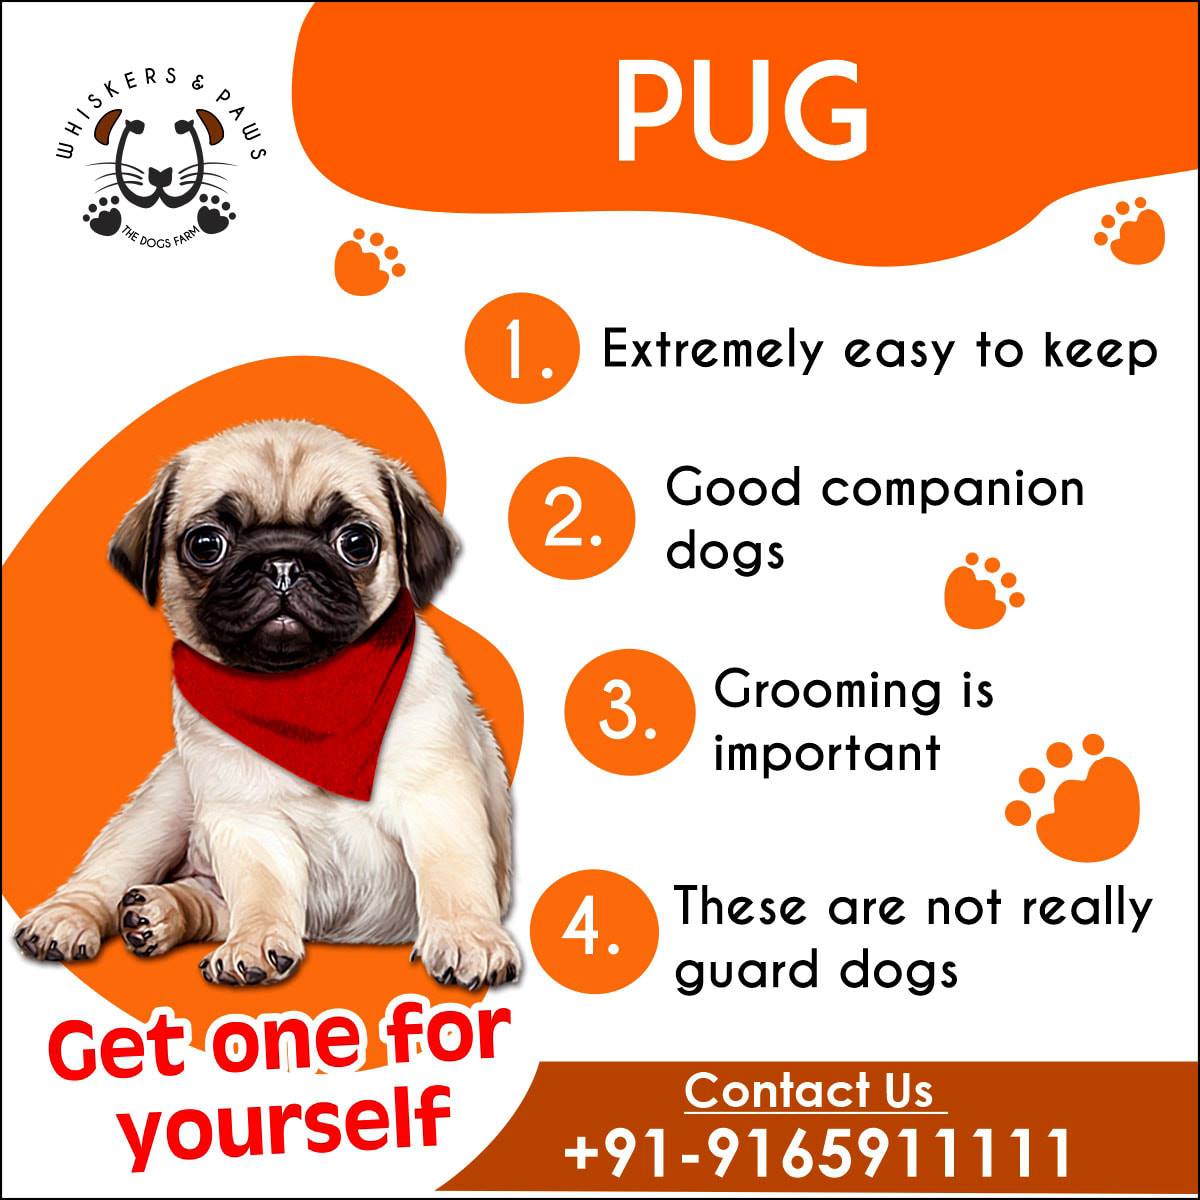 WHISKERS & PAWS
THE DOGS FARM
PUG
1. Extremely easy to keep
2. Good companion
dogs
3. Grooming is
important
4. These are not really
guard dogs
Get one for
yourself
Contact Us
+91-9165911111